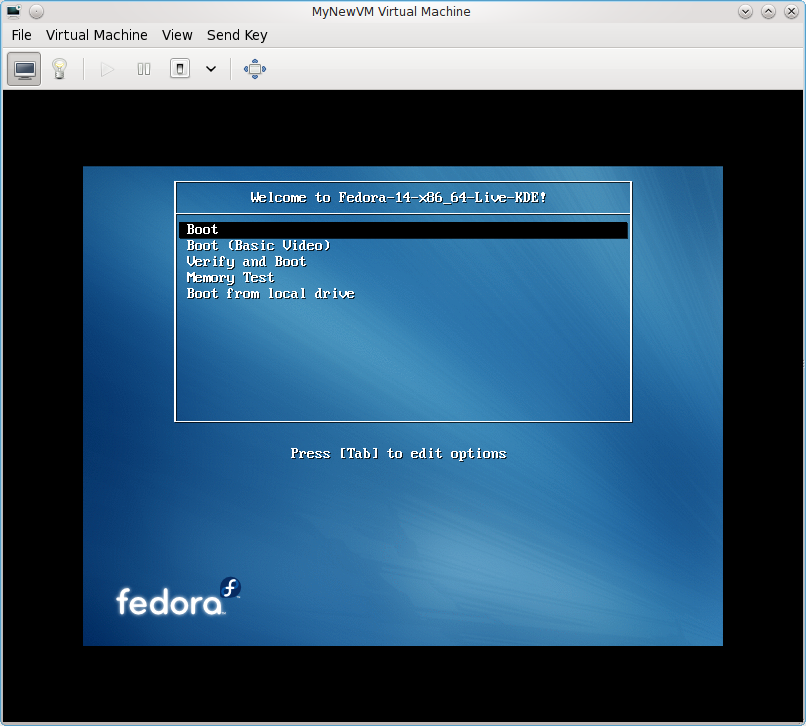 MyNewVM Virtual Machine
File Virtual Machine View Send Key
Welcome to Fedora-14-x86_64-Live-KDE!
Boot
Boot (Basic Video)
Verify and Boot
Memory Test
Boot from local drive
Press [Tab] to edit options
fedora